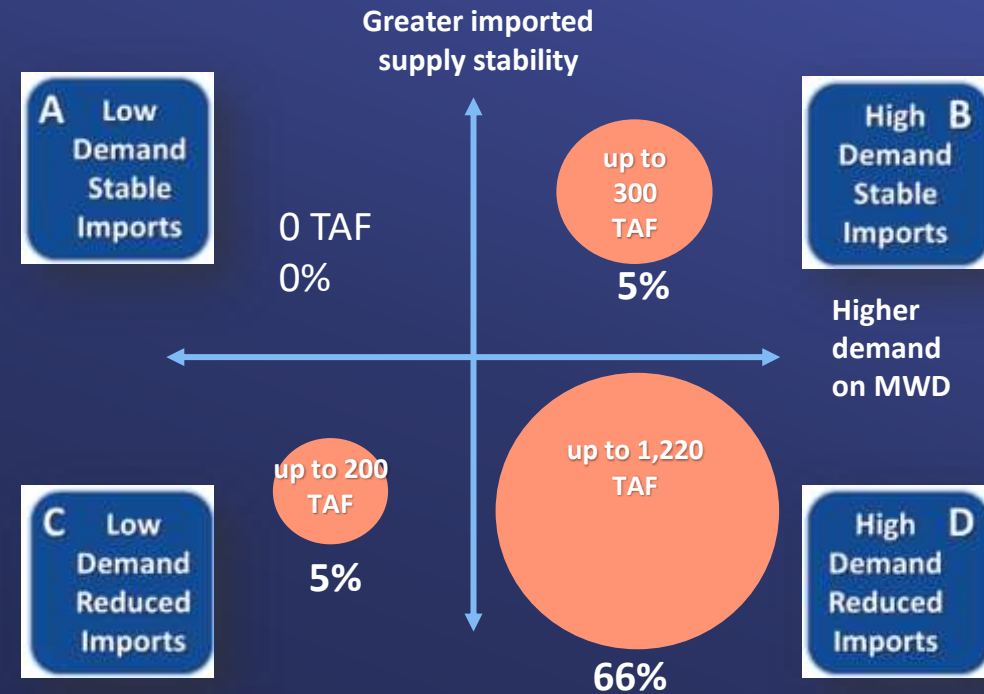 Greater imported
supply stability
A Low
Demand
Stable
Imports
0 TAF
0%
up to
300
TAF
5%
High B
Demand
Stable
Imports
Higher
demand
on MWD
C Low
Demand
Reduced
Imports
up to 200
TAF
5%
up to 1,220
TAF
66%
High D
Demand
Reduced
Imports